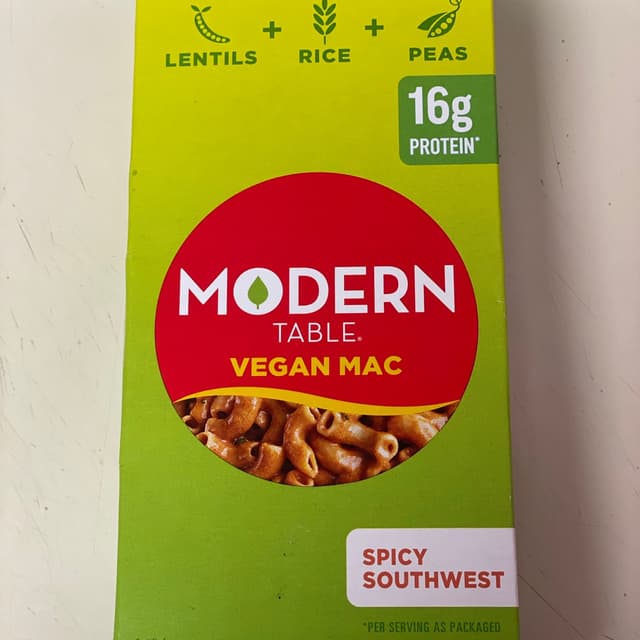 LENTILS + RICE + PEAS
16g
PROTEIN*
MODERN
TABLE®
VEGAN MAC
SPICY
SOUTHWEST
*PER SERVING AS PACKAGED